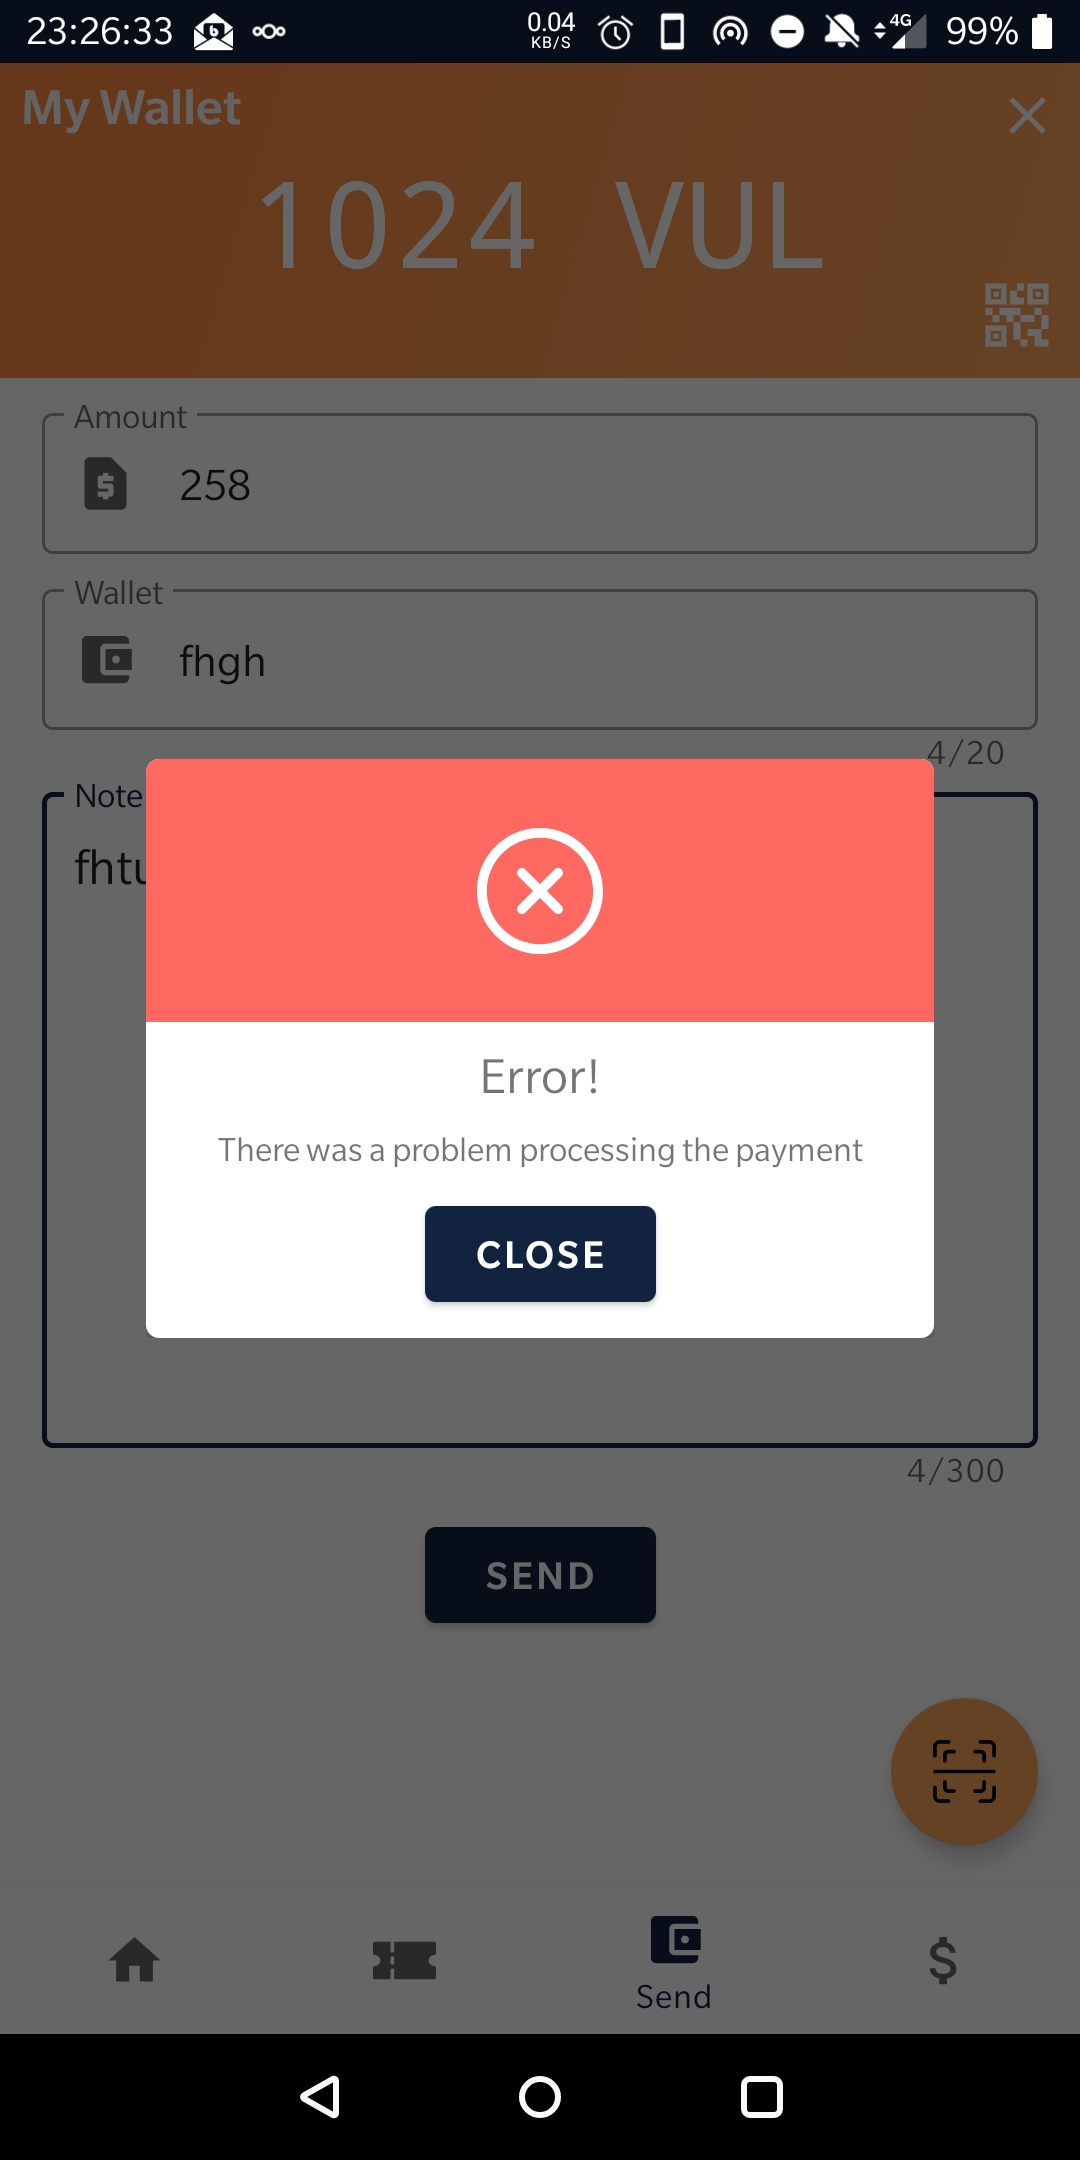 23:26:33
0.04
KB/S
4G
99%
My Wallet
1024 VUL
Amount
258
Wallet
fhgh
4/20
Note
Error!
There was a problem processing the payment
CLOSE
4/300
SEND
Send